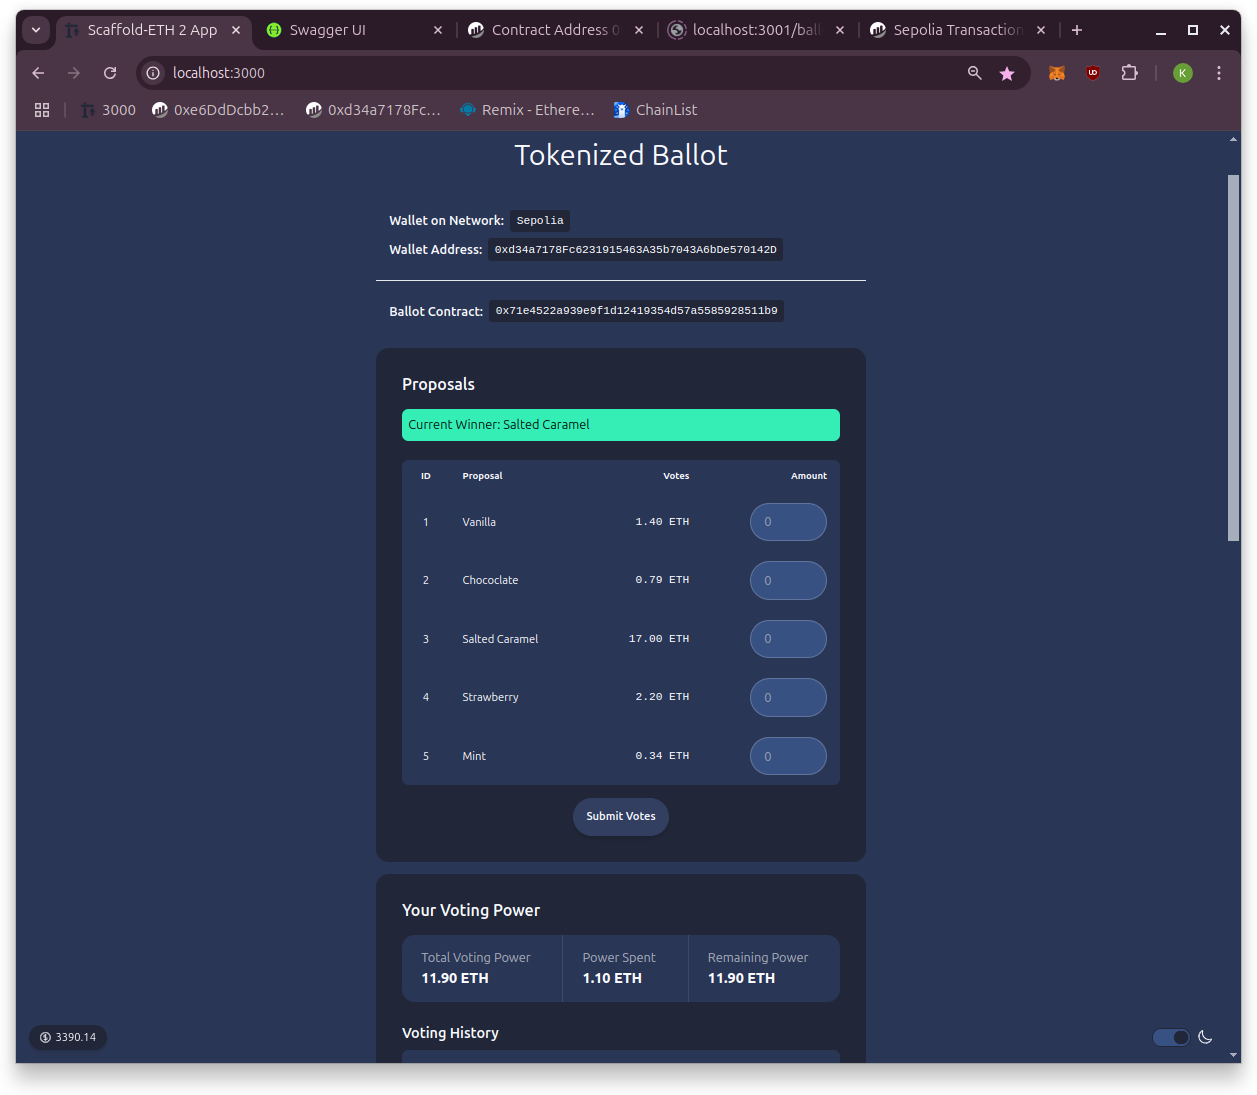 Scaffold-ETH 2 App
Swagger UI
Contract Address 0
localhost:3001/ball
Sepolia Transaction
localhost:3000
K
3000
0xe6DdDcbb2...
0xd34a7178Fc...
Remix - Ethere...
ChainList
Tokenized Ballot
Wallet on Network: Sepolia
Wallet Address: 0xd34a7178Fc6231915463A35b7043A6bDe570142D
Ballot Contract: 0x71e4522a939e9f1d12419354d57a5585928511b9
Proposals
Current Winner: Salted Caramel
ID Proposal Votes Amount
1 Vanilla 1.40 ETH 0
2 Chococlate 0.79 ETH 0
3 Salted Caramel 17.00 ETH 0
4 Strawberry 2.20 ETH 0
5 Mint 0.34 ETH 0
Submit Votes
Your Voting Power
Total Voting Power Power Spent Remaining Power
11.90 ETH 1.10 ETH 11.90 ETH
Voting History
3390.14